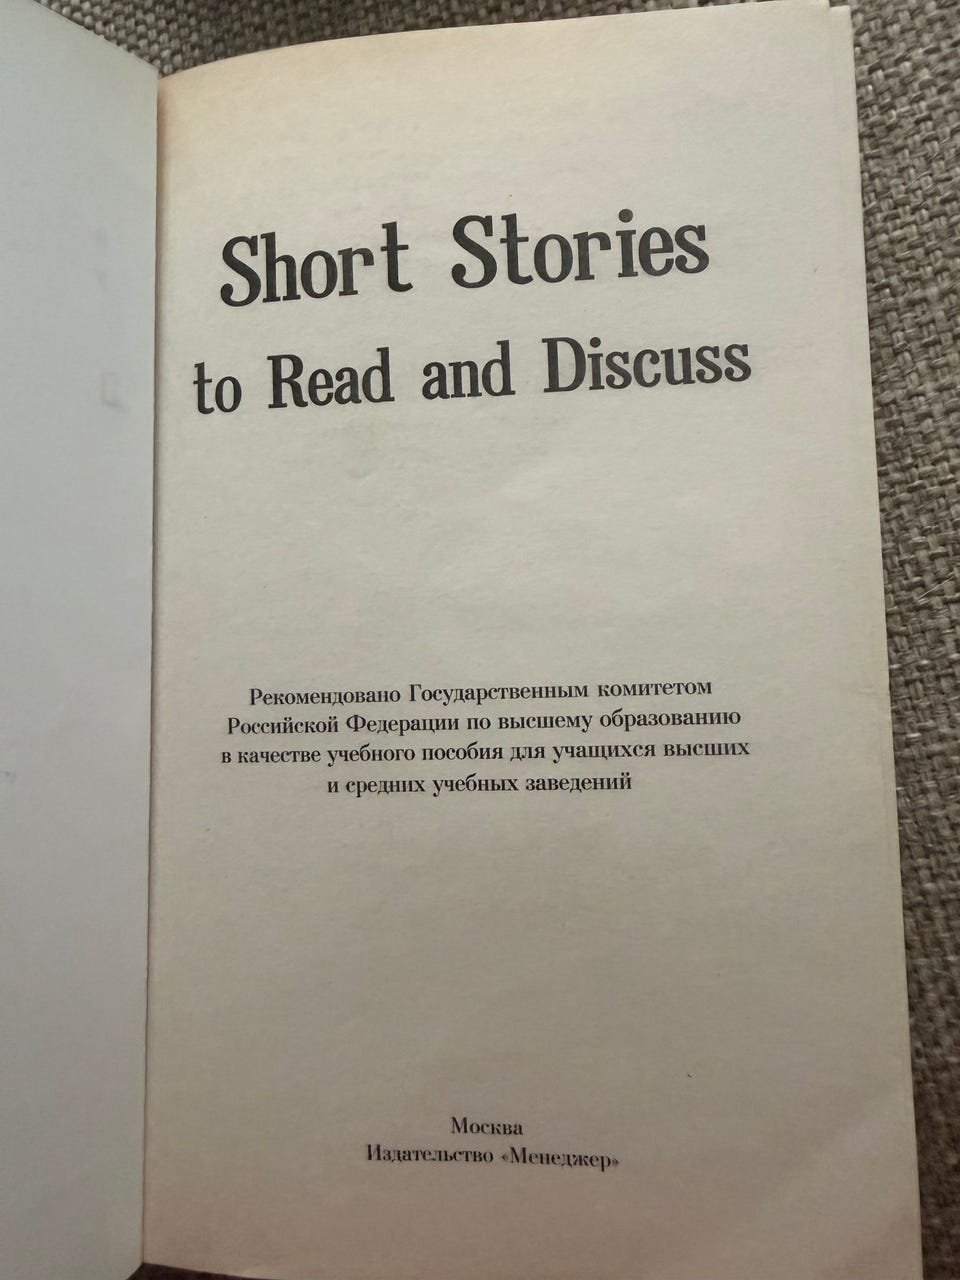 Short Stories
to Read and Discuss
Рекомендовано Государственным комитетом
Российской Федерации по высшему образованию
в качестве учебного пособия для учащихся высших
и средних учебных заведений
Москва
Издательство «Менеджер»